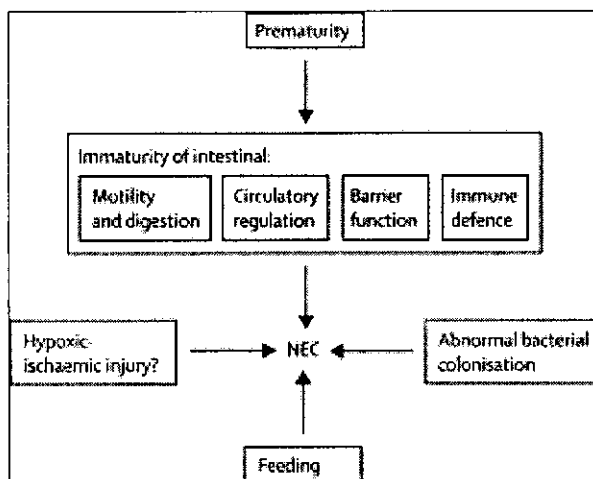 Prematurity
Immaturity of intestinal:
Motility
and digestion
Circulatory
regulation
Barrier
function
Immune
defence
Hypoxic-
ischaemic injury?
NEC
Abnormal bacterial
colonisation
Feeding